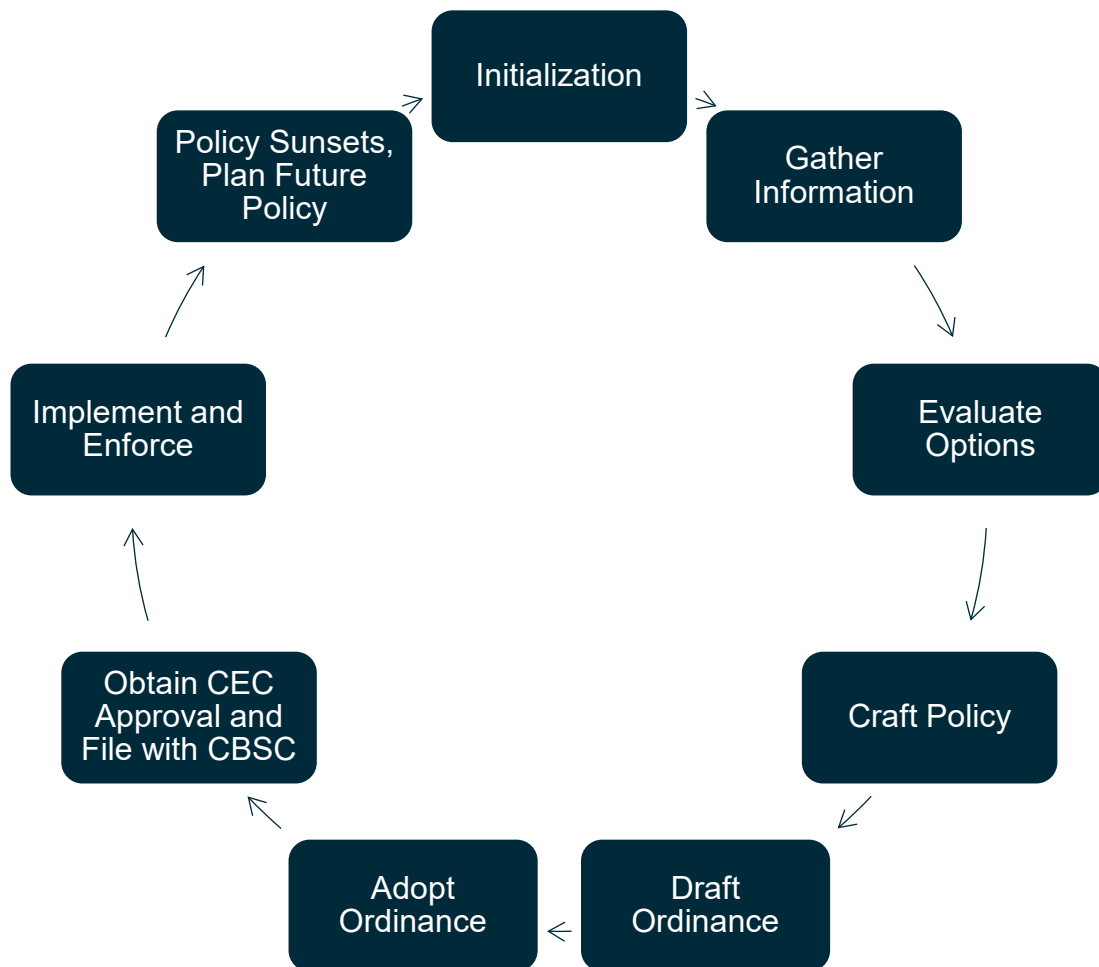 Initialization
Gather
Information
Evaluate
Options
Craft Policy
Draft
Ordinance
Adopt
Ordinance
Obtain CEC
Approval and
File with CBSC
Implement and
Enforce
Policy Sunsets,
Plan Future
Policy